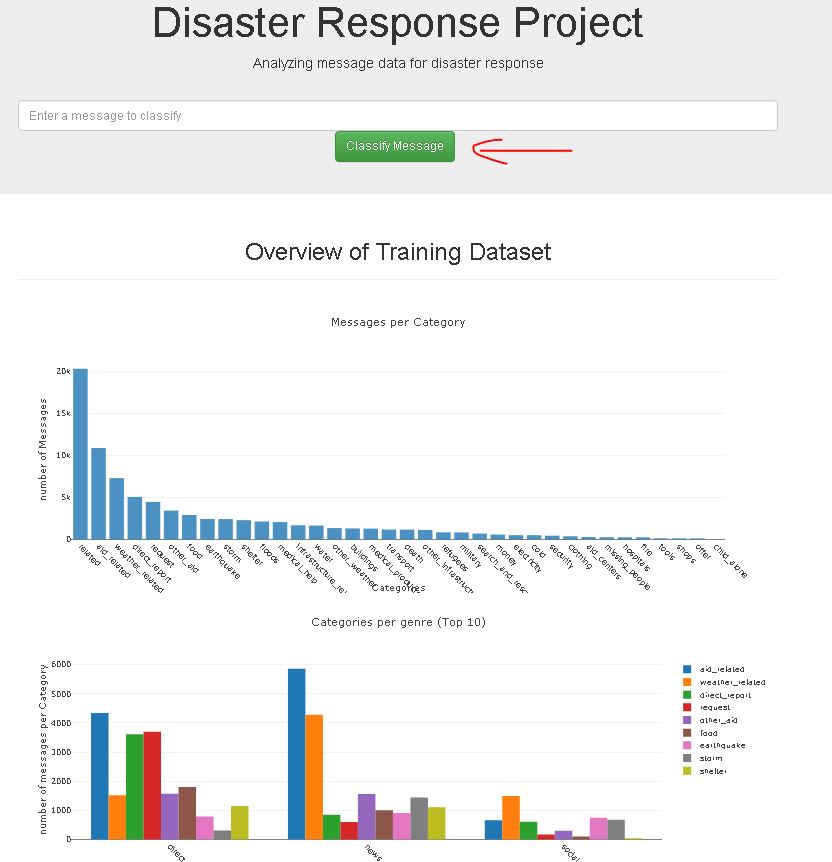 Disaster Response Project
Analyzing message data for disaster response
Enter a message to classify
Classify Message
Overview of Training Dataset
Messages per Category
number of Messages
20k
15k
10k
5k
0
related
aid_related
weather_related
direct_report
request
other_aid
food
earthquake
storm
shelter
floods
medical_help
infrastructure_rel
water
other_weather
buildings
medical_produc
transport
death
other_infrastruct
refugees
military
search_and_resc
money
electricity
cold
security
clothing
aid_centers
missing_people
hospitals
fire
tools
shops
offer
child_alone
Categories
Categories per genre (Top 10)
number of messages per Category
6000
5000
4000
3000
2000
1000
0
direct
news
social
aid_related
weather_related
direct_report
request
other_aid
food
earthquake
storm
shelter